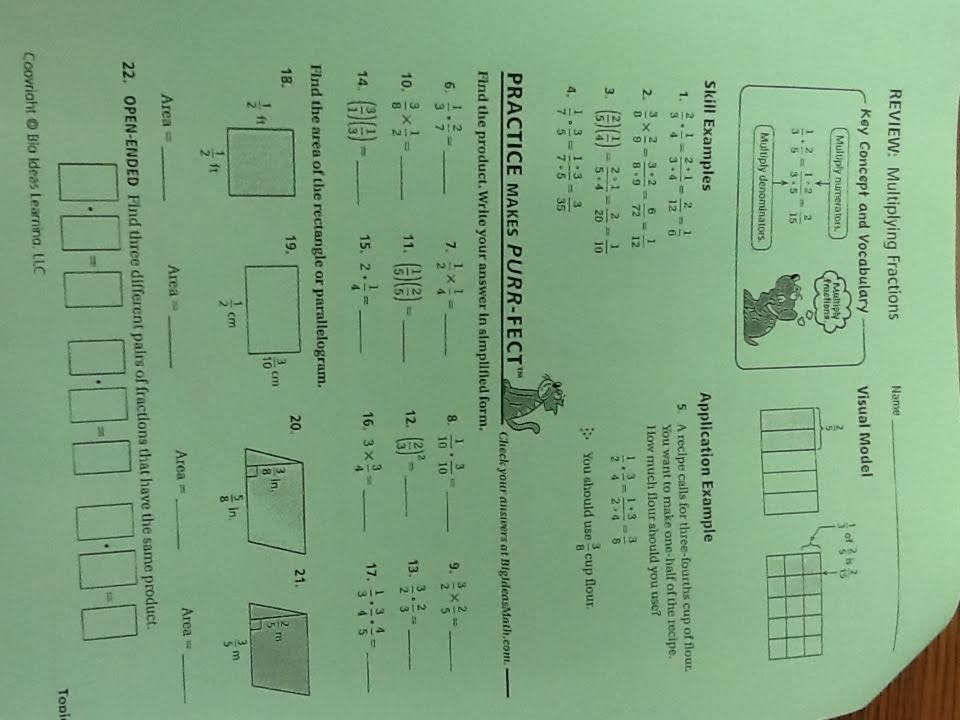 REVIEW: Multiplying Fractions
Name
Key Concept and Vocabulary
Multiply numerators.
1/3 · 2/5 = 1·2/3·5 = 2/15
Multiply denominators.
Multiply fractions
Visual Model
2/5
1/3 of 2/5 is 2/15
Skill Examples
1. 2/3 · 1/4 = 2·1/3·4 = 2/12 = 1/6
2. 3/8 × 2/9 = 3·2/8·9 = 6/72 = 1/12
3. (2/5)(1/4) = 2·1/5·4 = 2/20 = 1/10
4. 1/7 · 3/5 = 1·3/7·5 = 3/35
Application Example
5. A recipe calls for three-fourths cup of flour.
You want to make one-half of the recipe.
How much flour should you use?
1/2 · 3/4 = 1·3/2·4 = 3/8
You should use 3/8 cup flour.
PRACTICE MAKES PURR-FECT™
Check your answers at BigIdeasMath.com.
Find the product. Write your answer in simplified form.
6. 1/3 · 2/7 =
7. 1/2 × 1/4 =
8. 1/10 · 3/10 =
9. 3/2 × 2/5 =
10. 3/8 × 1/2 =
11. (1/5)(2/5) =
12. (2/3)² =
13. 3/2 · 2/3 =
14. (3/1)(1/3) =
15. 2 · 1/4 =
16. 3 × 3/4 =
17. 1/3 · 3/4 · 4/5 =
Find the area of the rectangle or parallelogram.
18.
1/2 ft
1/2 ft
19.
3/10 cm
1/2 cm
20.
3/8 in.
5/8 in.
21.
2/5 m
3/5 m
Area =
Area =
Area =
Area =
22. OPEN-ENDED Find three different pairs of fractions that have the same product.
· =
· =
· =
Copyright © Big Ideas Learning, LLC
Topi